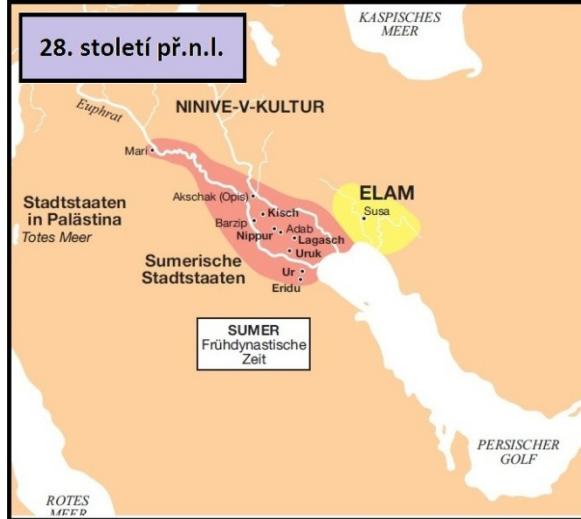 28. století př.n.l.
KASPISCHES
MEER
Euphrat
NINIVE-V-KULTUR
Mari
ELAM
Susa
Akschak (Opis)
Kisch
Barzip
Adab
Nippur
Lagasch
Uruk
Stadtstaaten
in Palästina
Totes Meer
Sumerische
Stadtstaaten
Ur
Eridu
SUMER
Frühdynastische
Zeit
PERSISCHER
GOLF
ROTES
MEER